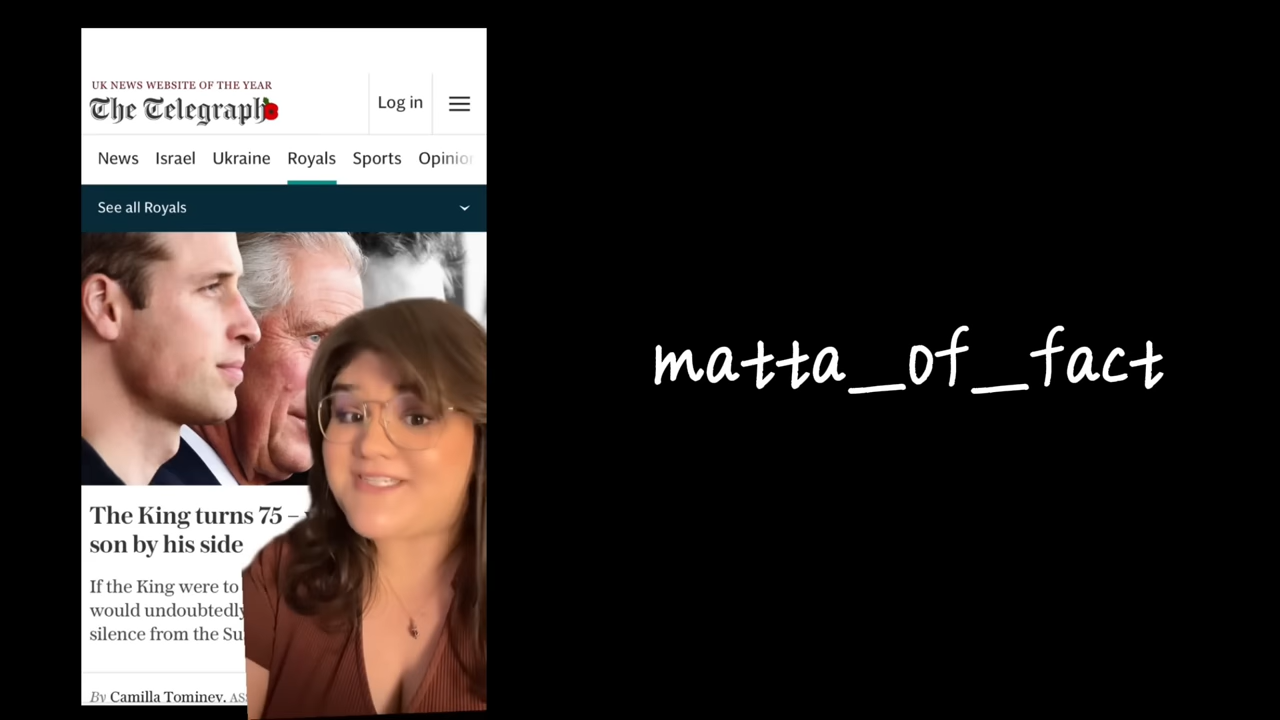 UK NEWS WEBSITE OF THE YEAR
The Telegraph
Log in
News Israel Ukraine Royals Sports Opinion
See all Royals
The King turns 75 –
son by his side
If the King were to
would undoubtedly
silence from the Su
By Camilla Tominey,
matta_of_fact